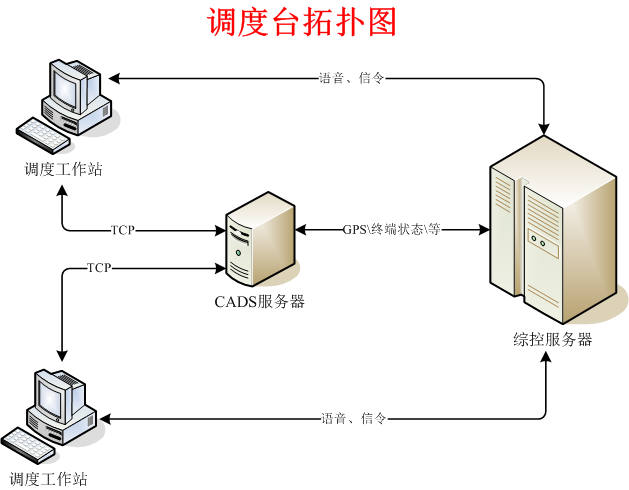 调度台拓扑图
语音、信令
调度工作站
TCP
GPS\终端状态\等
TCP
CADS服务器
综控服务器
语音、信令
调度工作站